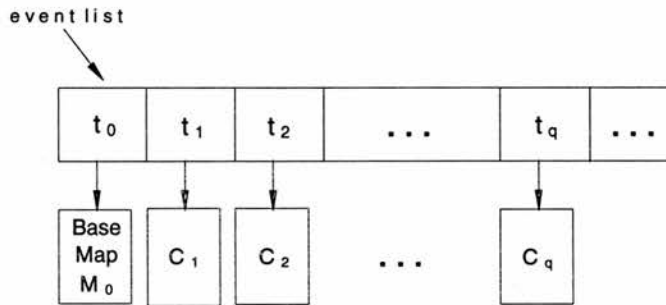 event list
t0 t1 t2 ... tq ...
Base
Map
M0
C1 C2 ... Cq